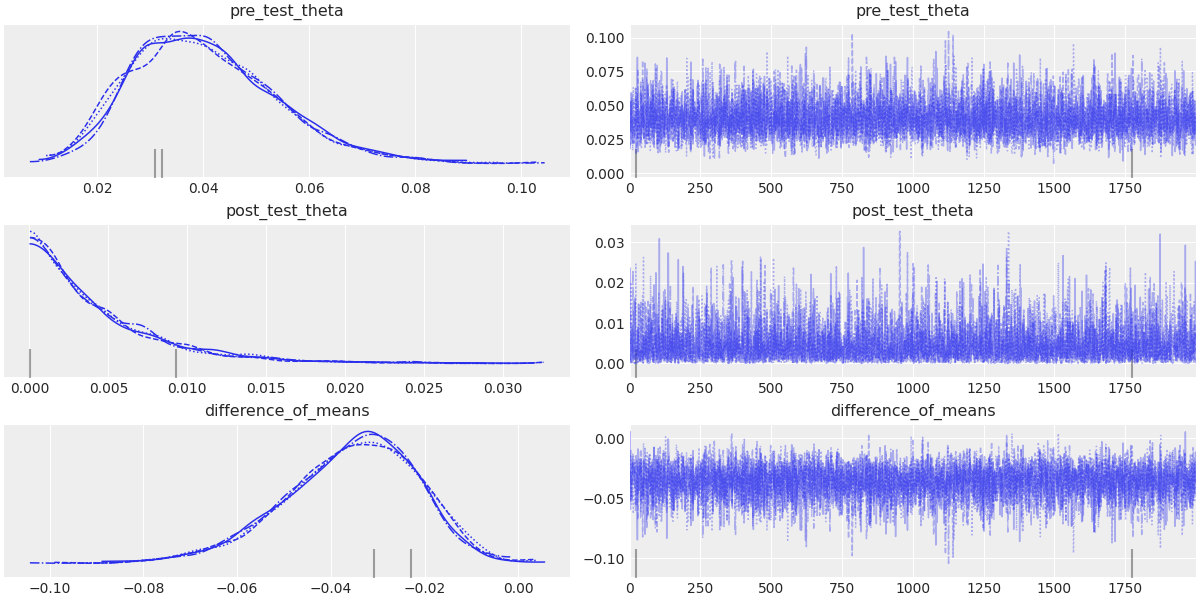 pre_test_theta
0.02 0.04 0.06 0.08 0.10
pre_test_theta
0.100
0.075
0.050
0.025
0.000
0 250 500 750 1000 1250 1500 1750
post_test_theta
0.000 0.005 0.010 0.015 0.020 0.025 0.030
post_test_theta
0.03
0.02
0.01
0.00
0 250 500 750 1000 1250 1500 1750
difference_of_means
−0.10 −0.08 −0.06 −0.04 −0.02 0.00
difference_of_means
0.00
−0.05
−0.10
0 250 500 750 1000 1250 1500 1750